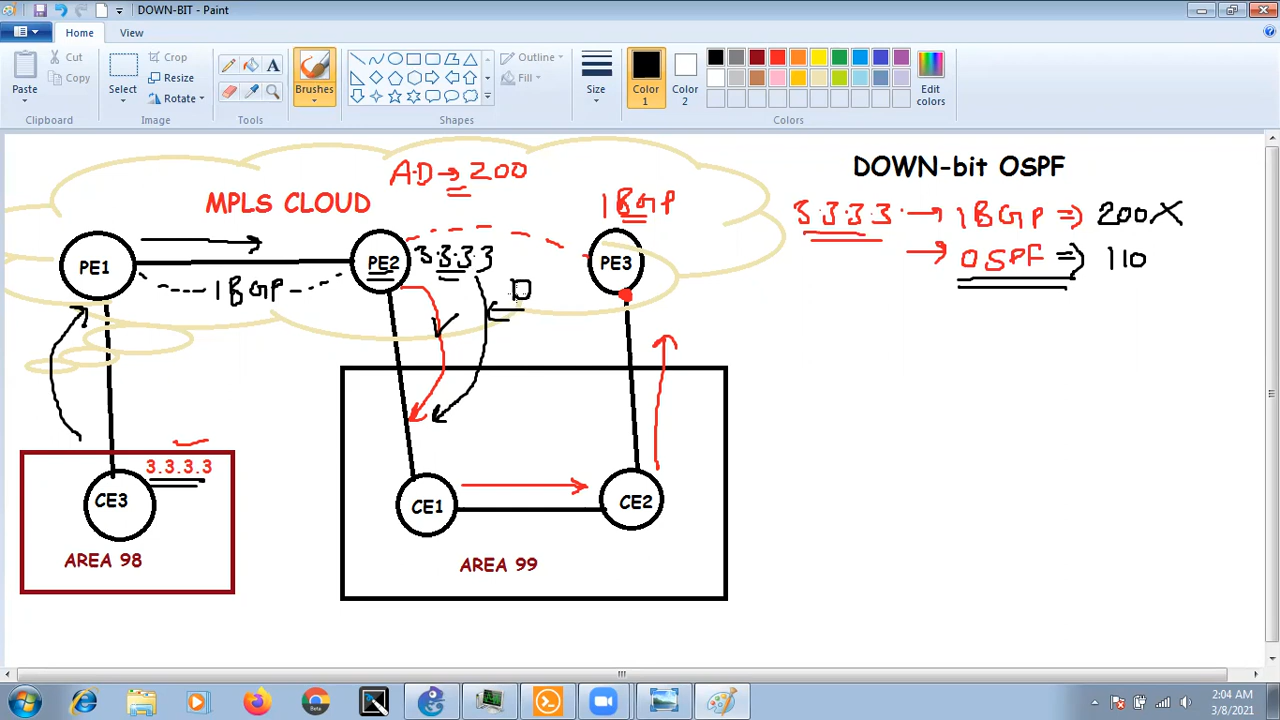 DOWN-BIT - Paint
Home
View
Paste
Cut
Copy
Clipboard
Select
Crop
Resize
Rotate
Image
Tools
Brushes
Shapes
Outline
Fill
Size
Color 1
Color 2
Colors
Edit colors
A.D → 200
MPLS CLOUD
IBGP
DOWN-bit OSPF
3.3.3.3 → IBGP ⇒ 200 X
→ OSPF ⇒ 110
PE1
PE2
3.3.3.3
PE3
IBGP
D
3.3.3.3
CE3
CE1
CE2
AREA 98
AREA 99
2:04 AM
3/8/2021